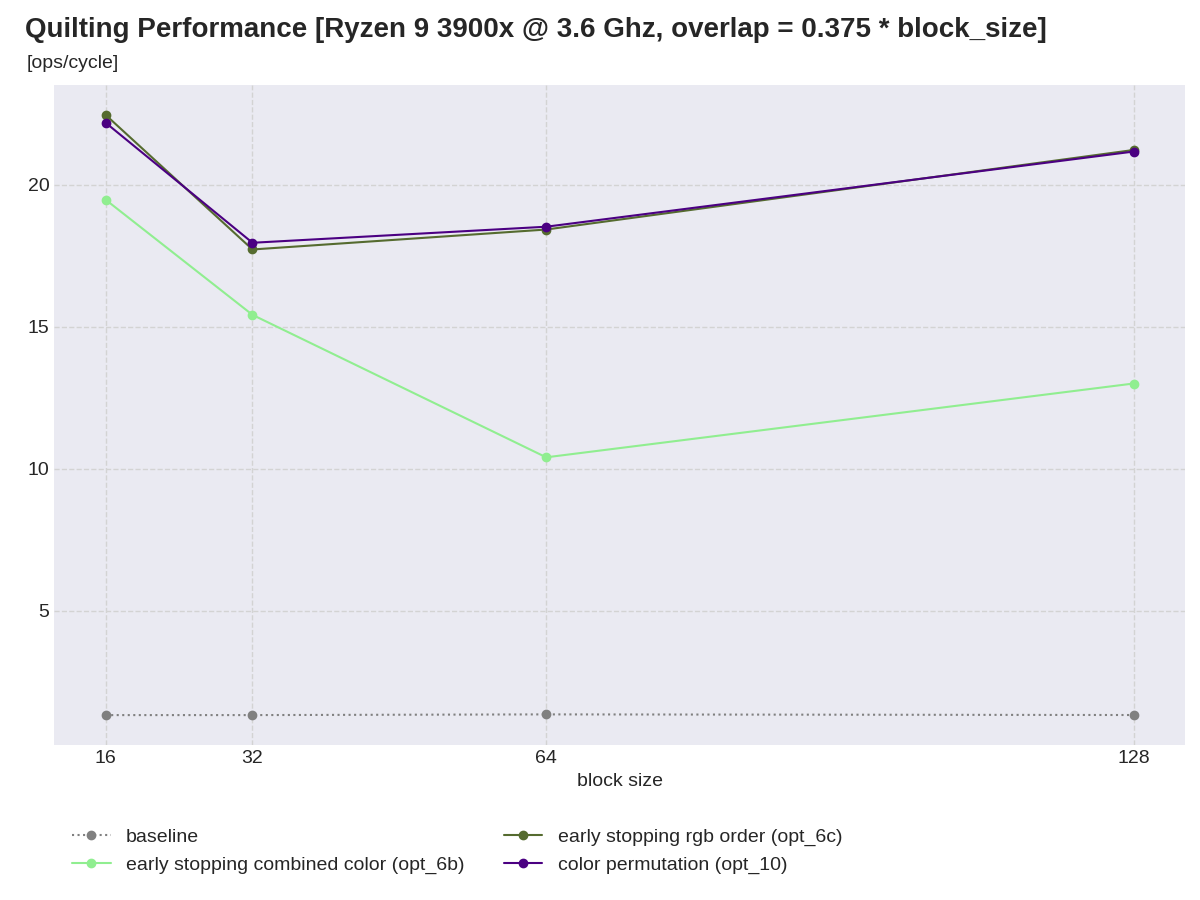 Quilting Performance [Ryzen 9 3900x @ 3.6 Ghz, overlap = 0.375 * block_size]
[ops/cycle]
20
15
10
5
16 32 64 128
block size
baseline
early stopping combined color (opt_6b)
early stopping rgb order (opt_6c)
color permutation (opt_10)